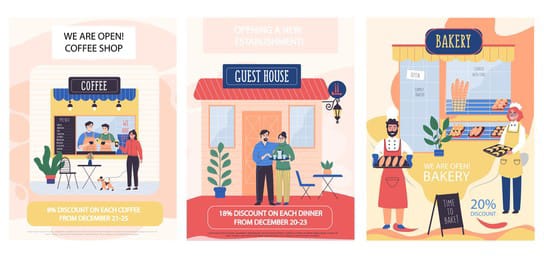 WE ARE OPEN!
COFFEE SHOP
COFFEE
MENU
8% DISCOUNT ON EACH COFFEE
FROM DECEMBER 21-25
OPENING A NEW
ESTABLISHMENT!
GUEST HOUSE
18% DISCOUNT ON EACH DINNER
FROM DECEMBER 20-23
BAKERY
OPEN
WE ARE OPEN!
BAKERY
TIME
TO
BAKE!
20%
DISCOUNT